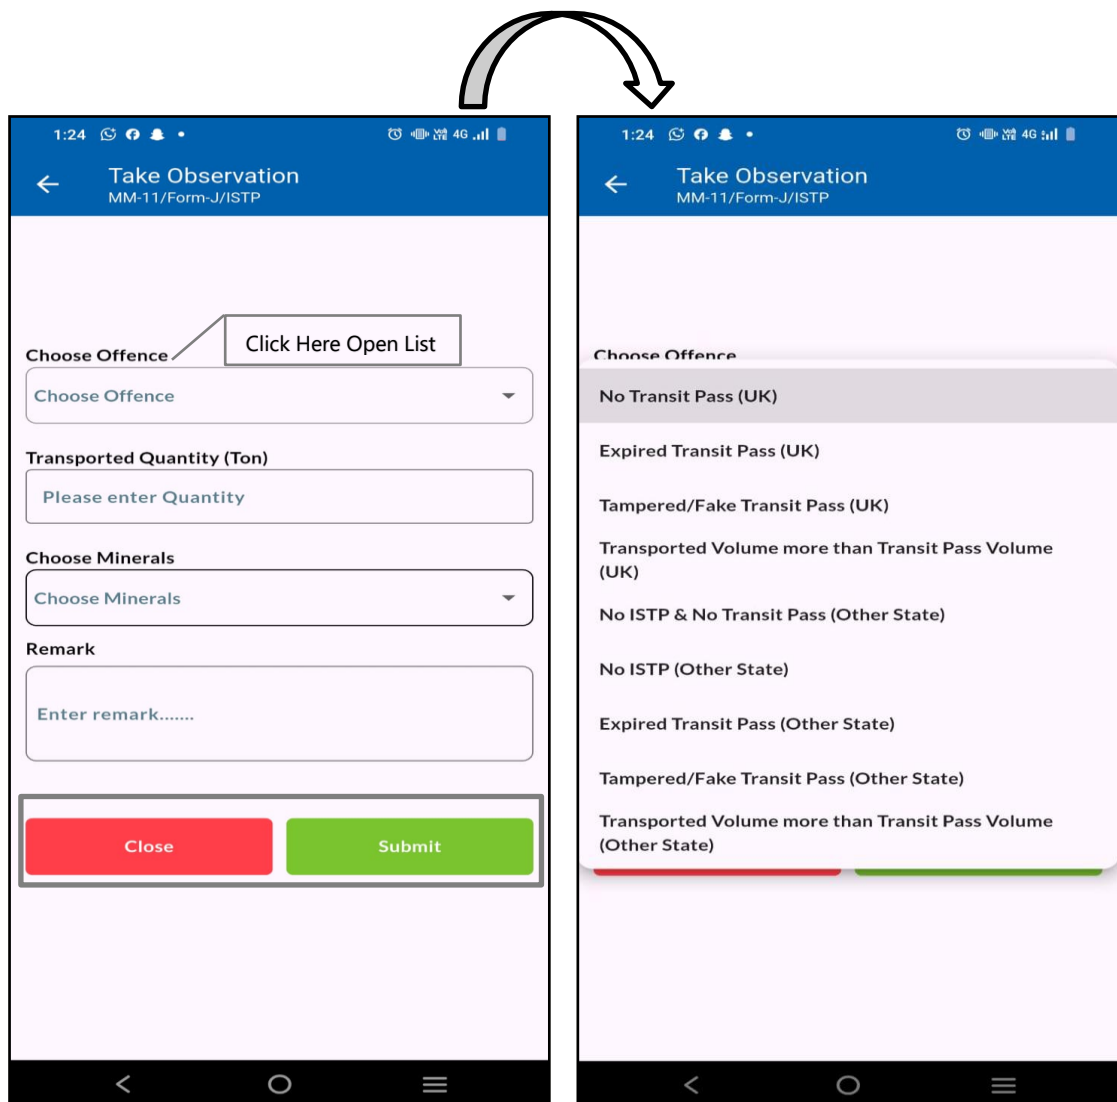 1:24
4G
Take Observation
MM-11/Form-J/ISTP
Click Here Open List
Choose Offence
Choose Offence
Transported Quantity (Ton)
Please enter Quantity
Choose Minerals
Choose Minerals
Remark
Enter remark.......
Close
Submit
1:24
4G
Take Observation
MM-11/Form-J/ISTP
Choose Offence
No Transit Pass (UK)
Expired Transit Pass (UK)
Tampered/Fake Transit Pass (UK)
Transported Volume more than Transit Pass Volume
(UK)
No ISTP & No Transit Pass (Other State)
No ISTP (Other State)
Expired Transit Pass (Other State)
Tampered/Fake Transit Pass (Other State)
Transported Volume more than Transit Pass Volume
(Other State)